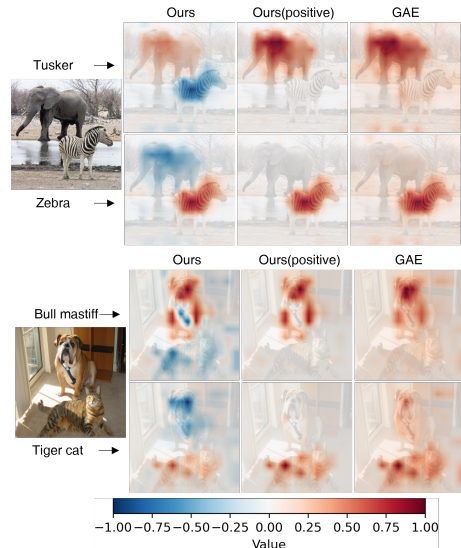 Ours Ours(positive) GAE
Tusker
Zebra
Ours Ours(positive) GAE
Bull mastiff
Tiger cat
−1.00 −0.75 −0.50 −0.25 0.00 0.25 0.50 0.75 1.00
Value